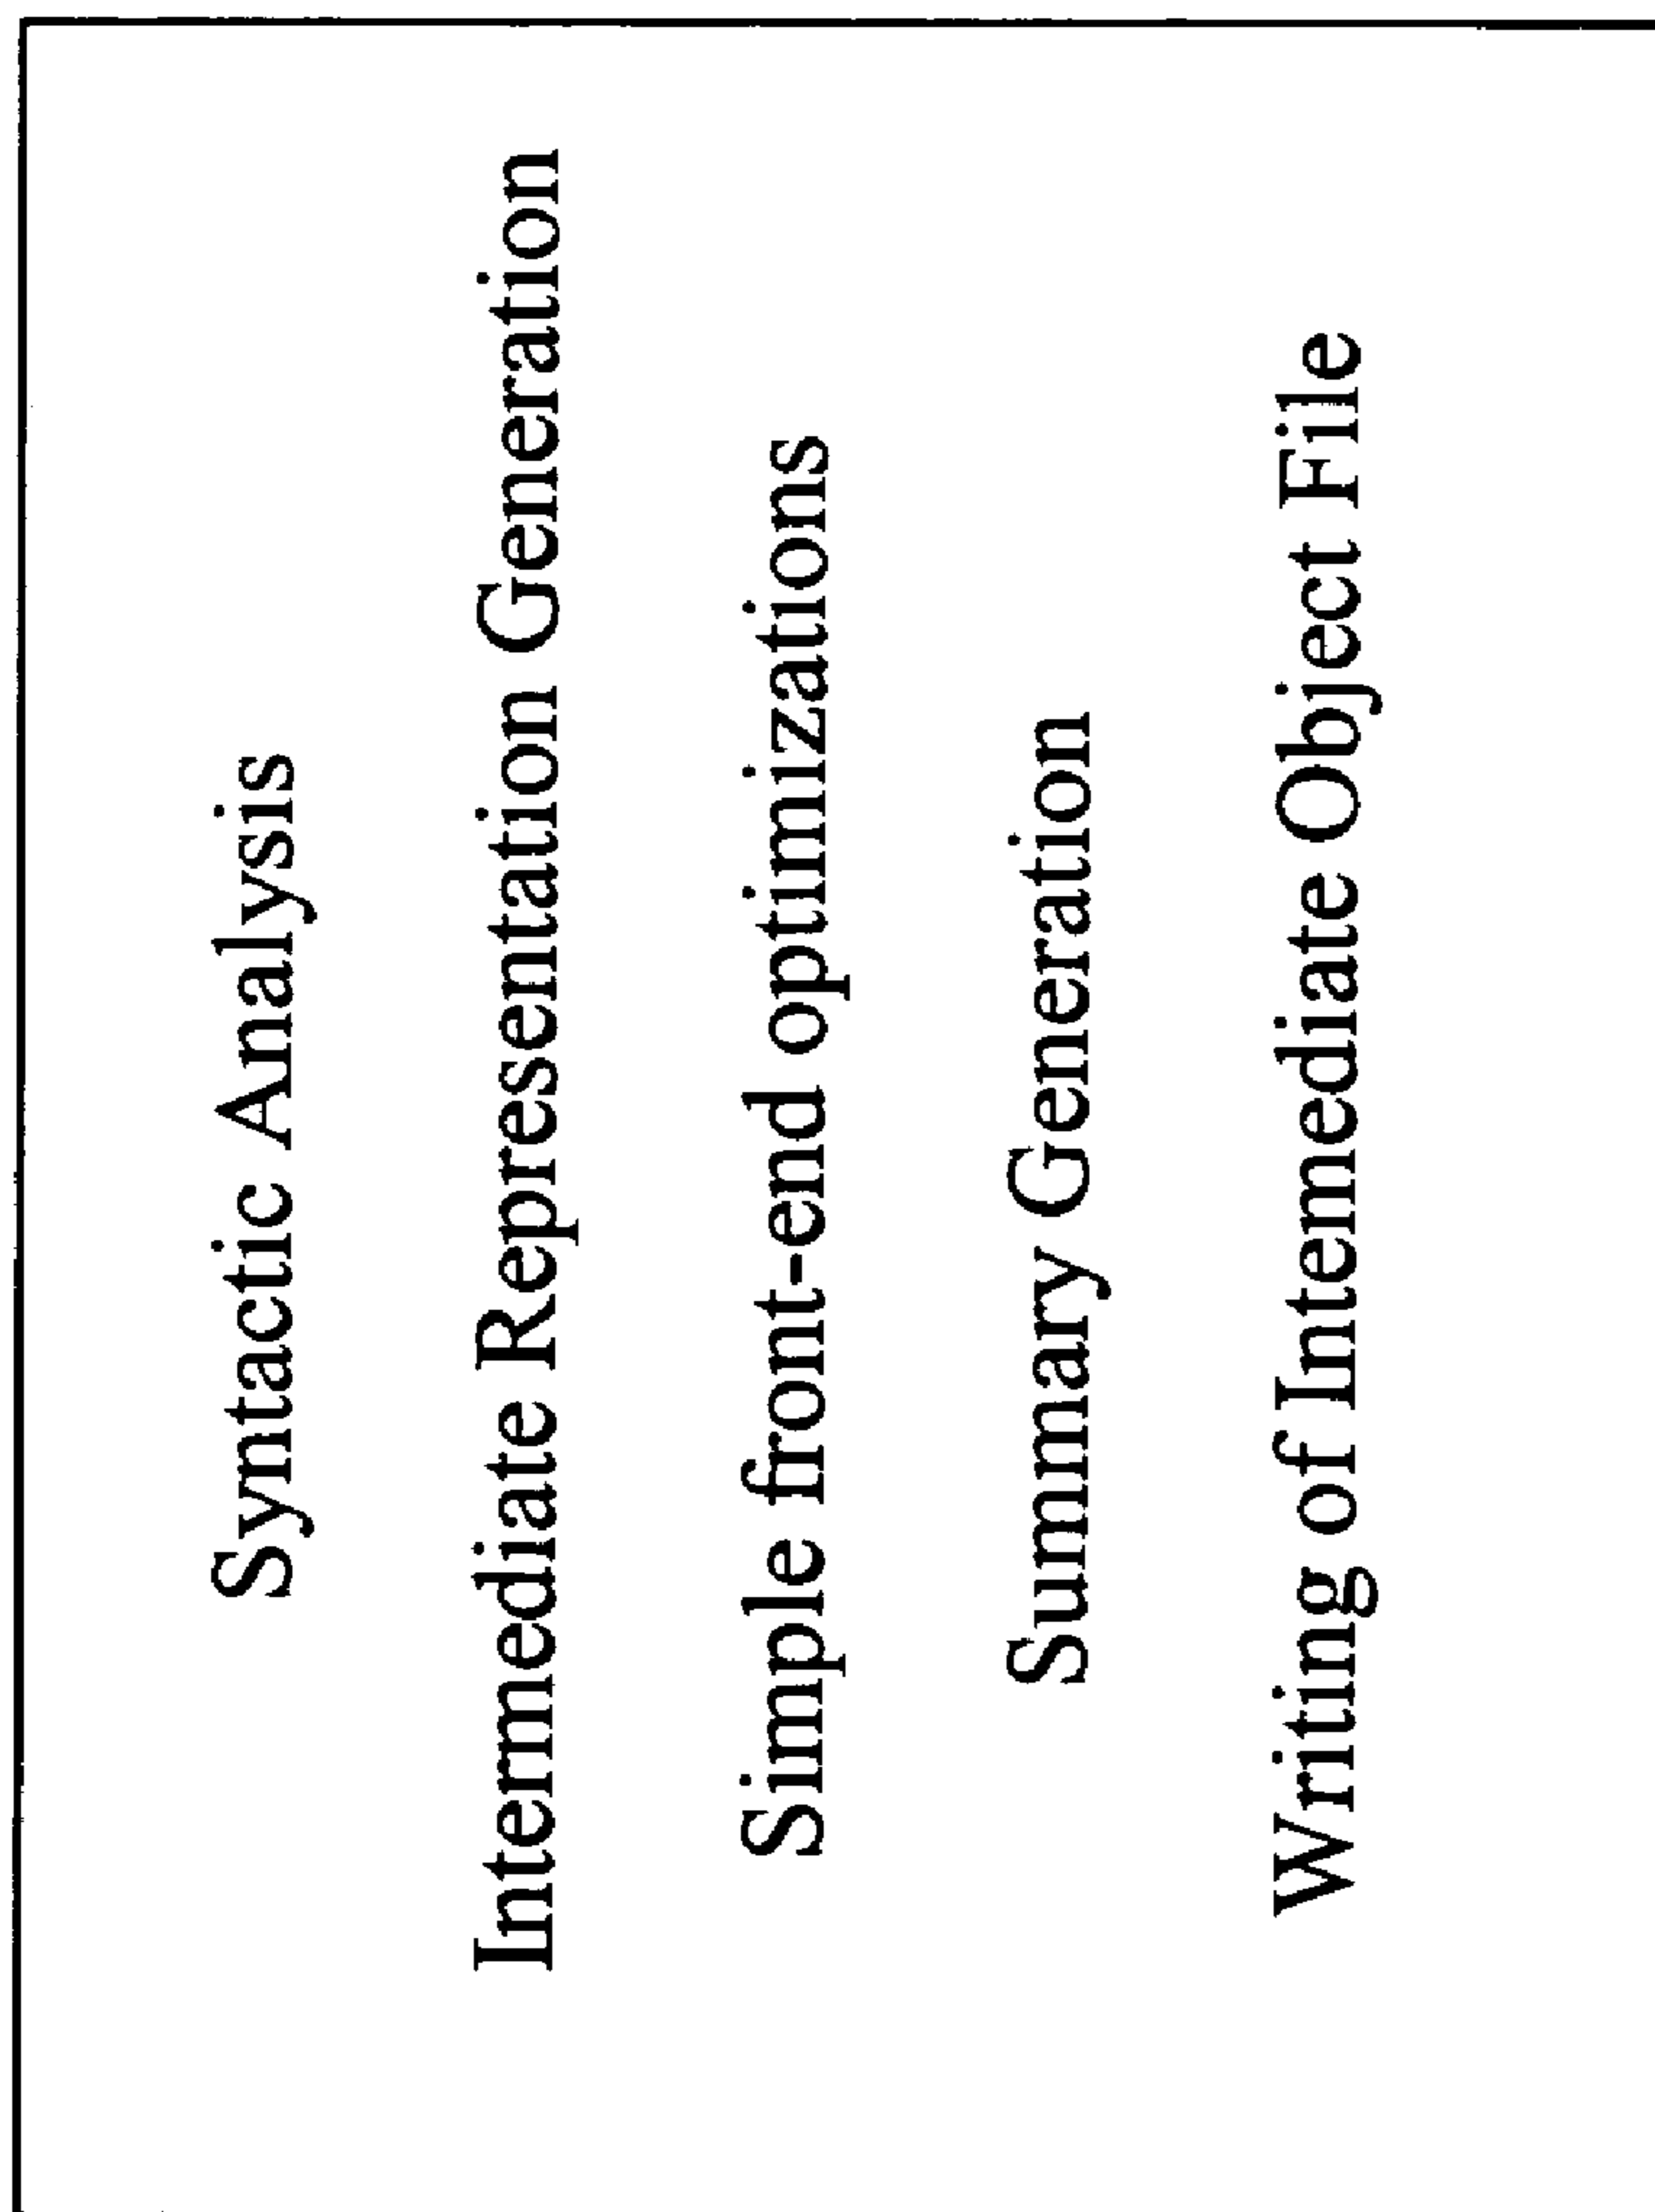 Syntactic Analysis
Intermediate Representation Generation
Simple front-end optimizations
Summary Generation
Writing of Intemediate Object File